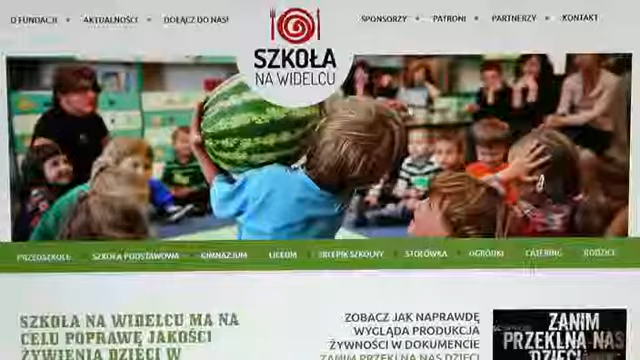 O FUNDACJI • AKTUALNOŚCI • DOŁĄCZ DO NAS!
SPONSORZY • PATRONI • PARTNERZY • KONTAKT
SZKOŁA
NA WIDELCU
PRZEDSZKOLE SZKOŁA PODSTAWOWA GIMNAZJUM LICEUM SKLEPIK SZKOLNY STOŁÓWKA OGRÓDKI CATERING RODZICE
SZKOŁA NA WIDELCU MA NA
CELU POPRAWĘ JAKOŚCI
ŻYWIENIA DZIECI W
ZOBACZ JAK NAPRAWDĘ
WYGLĄDA PRODUKCJA
ŻYWNOŚCI W DOKUMENCIE
ZANIM PRZEKLNĄ NAS DZIECI
ZANIM
PRZEKLNĄ NAS
DZIECI